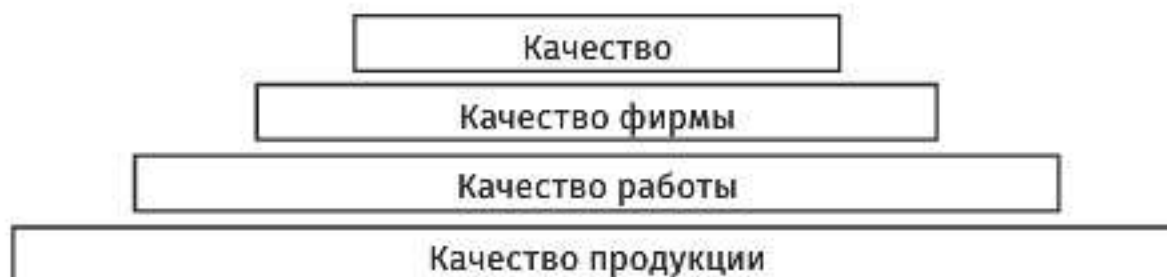 Качество
Качество фирмы
Качество работы
Качество продукции